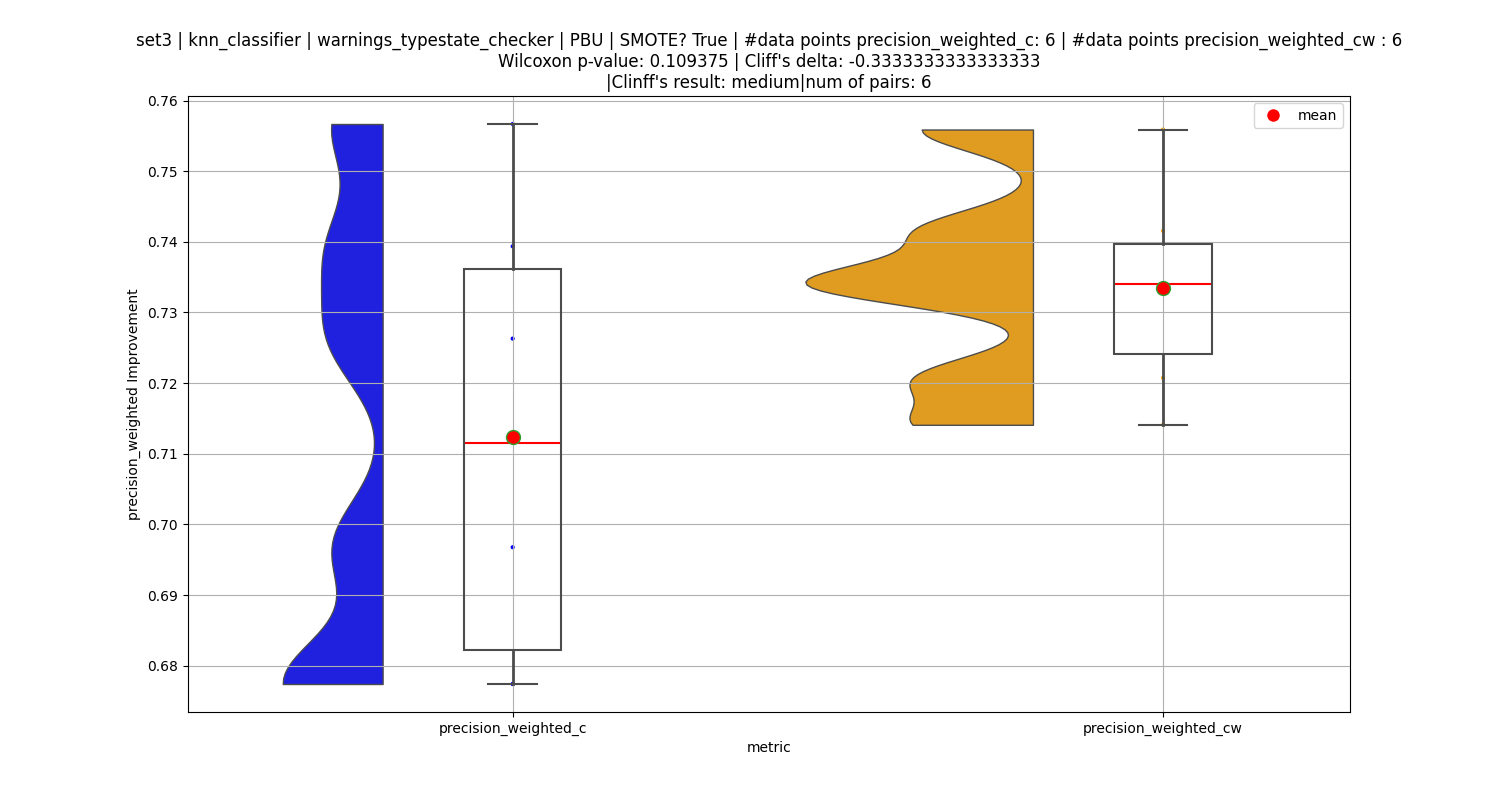 set3 | knn_classifier | warnings_typestate_checker | PBU | SMOTE? True | #data points precision_weighted_c: 6 | #data points precision_weighted_cw : 6
Wilcoxon p-value: 0.109375 | Cliff's delta: -0.3333333333333333
|Clinff's result: medium|num of pairs: 6
mean
0.76
0.75
0.74
0.73
0.72
0.71
0.70
0.69
0.68
precision_weighted Improvement
precision_weighted_c
precision_weighted_cw
metric